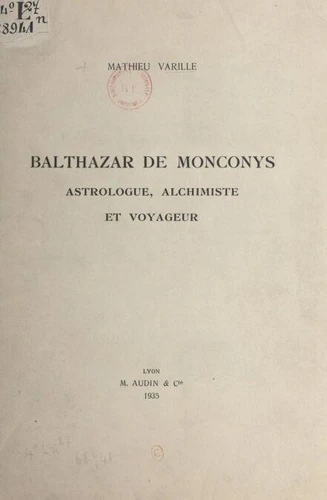 MATHIEU VARILLE
BALTHAZAR DE MONCONYS
ASTROLOGUE, ALCHIMISTE
ET VOYAGEUR
LYON
M. AUDIN & Cie
1935